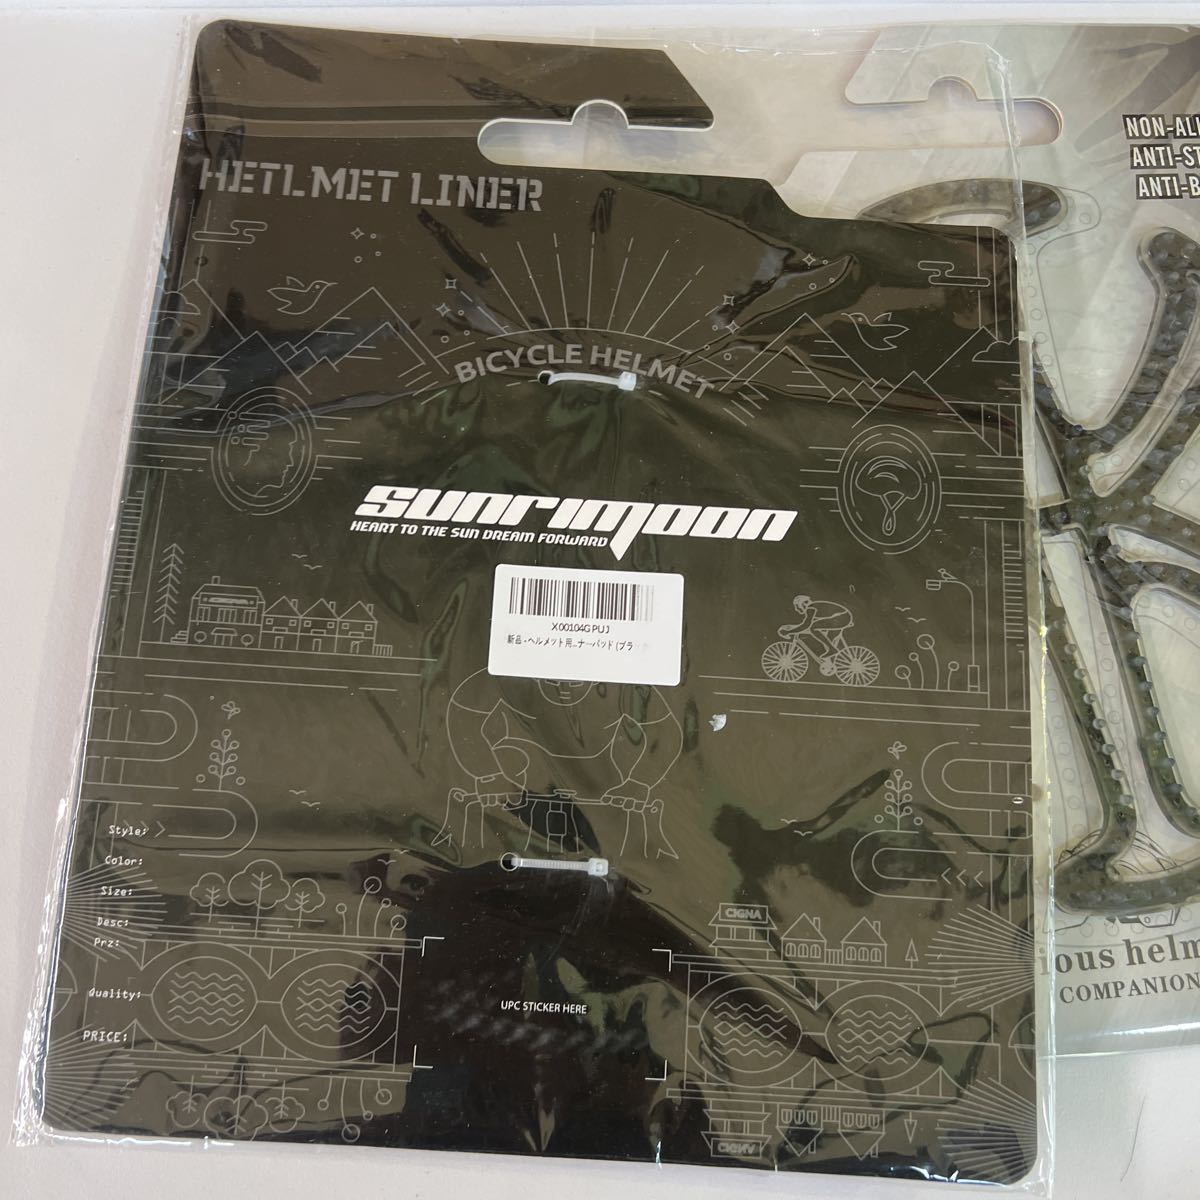 HETLMET LINER
BICYCLE HELMET
sunrimoon
HEART TO THE SUN DREAM FORWARD
X00104GPUJ
新品 - ヘルメット用...ナーパッド (ブラ
Style:
Color:
Size:
Desc:
Prz:
Quality:
PRICE:
CIGNA
UPC STICKER HERE
CIGNA
NON-AL
ANTI-ST
ANTI-B
ious helm
COMPANION